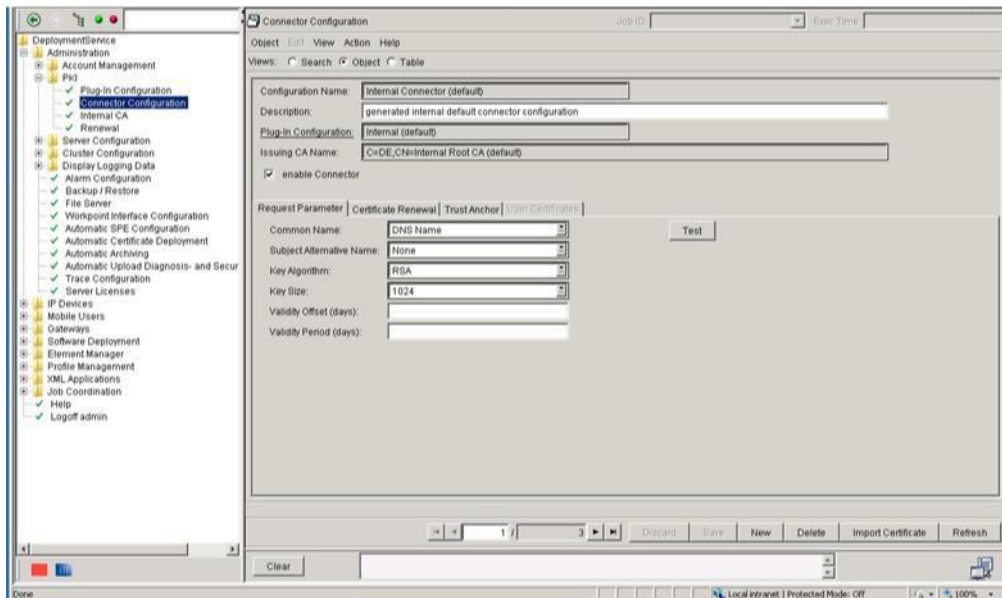 Connector Configuration
Job ID:
Exec Time:
Object Edit View Action Help
Views: Search Object Table
DeploymentService
Administration
Account Management
PKI
Plug-In Configuration
Connector Configuration
Internal CA
Renewal
Server Configuration
Cluster Configuration
Display Logging Data
Alarm Configuration
Backup / Restore
File Server
Workpoint Interface Configuration
Automatic SPE Configuration
Automatic Certificate Deployment
Automatic Archiving
Automatic Upload Diagnosis- and Secur
Trace Configuration
Server Licenses
IP Devices
Mobile Users
Gateways
Software Deployment
Element Manager
Profile Management
XML Applications
Job Coordination
Help
Logoff admin
Configuration Name: Internal Connector (default)
Description: generated internal default connector configuration
Plug-In Configuration: Internal (default)
Issuing CA Name: C=DE,CN=Internal Root CA (default)
enable Connector
Request Parameter Certificate Renewal Trust Anchor User Certificates
Common Name: DNS Name
Test
Subject Alternative Name: None
Key Algorithm: RSA
Key Size: 1024
Validity Offset (days):
Validity Period (days):
1 / 3 Discard Save New Delete Import Certificate Refresh
Clear
Done
Local intranet | Protected Mode: Off
100%